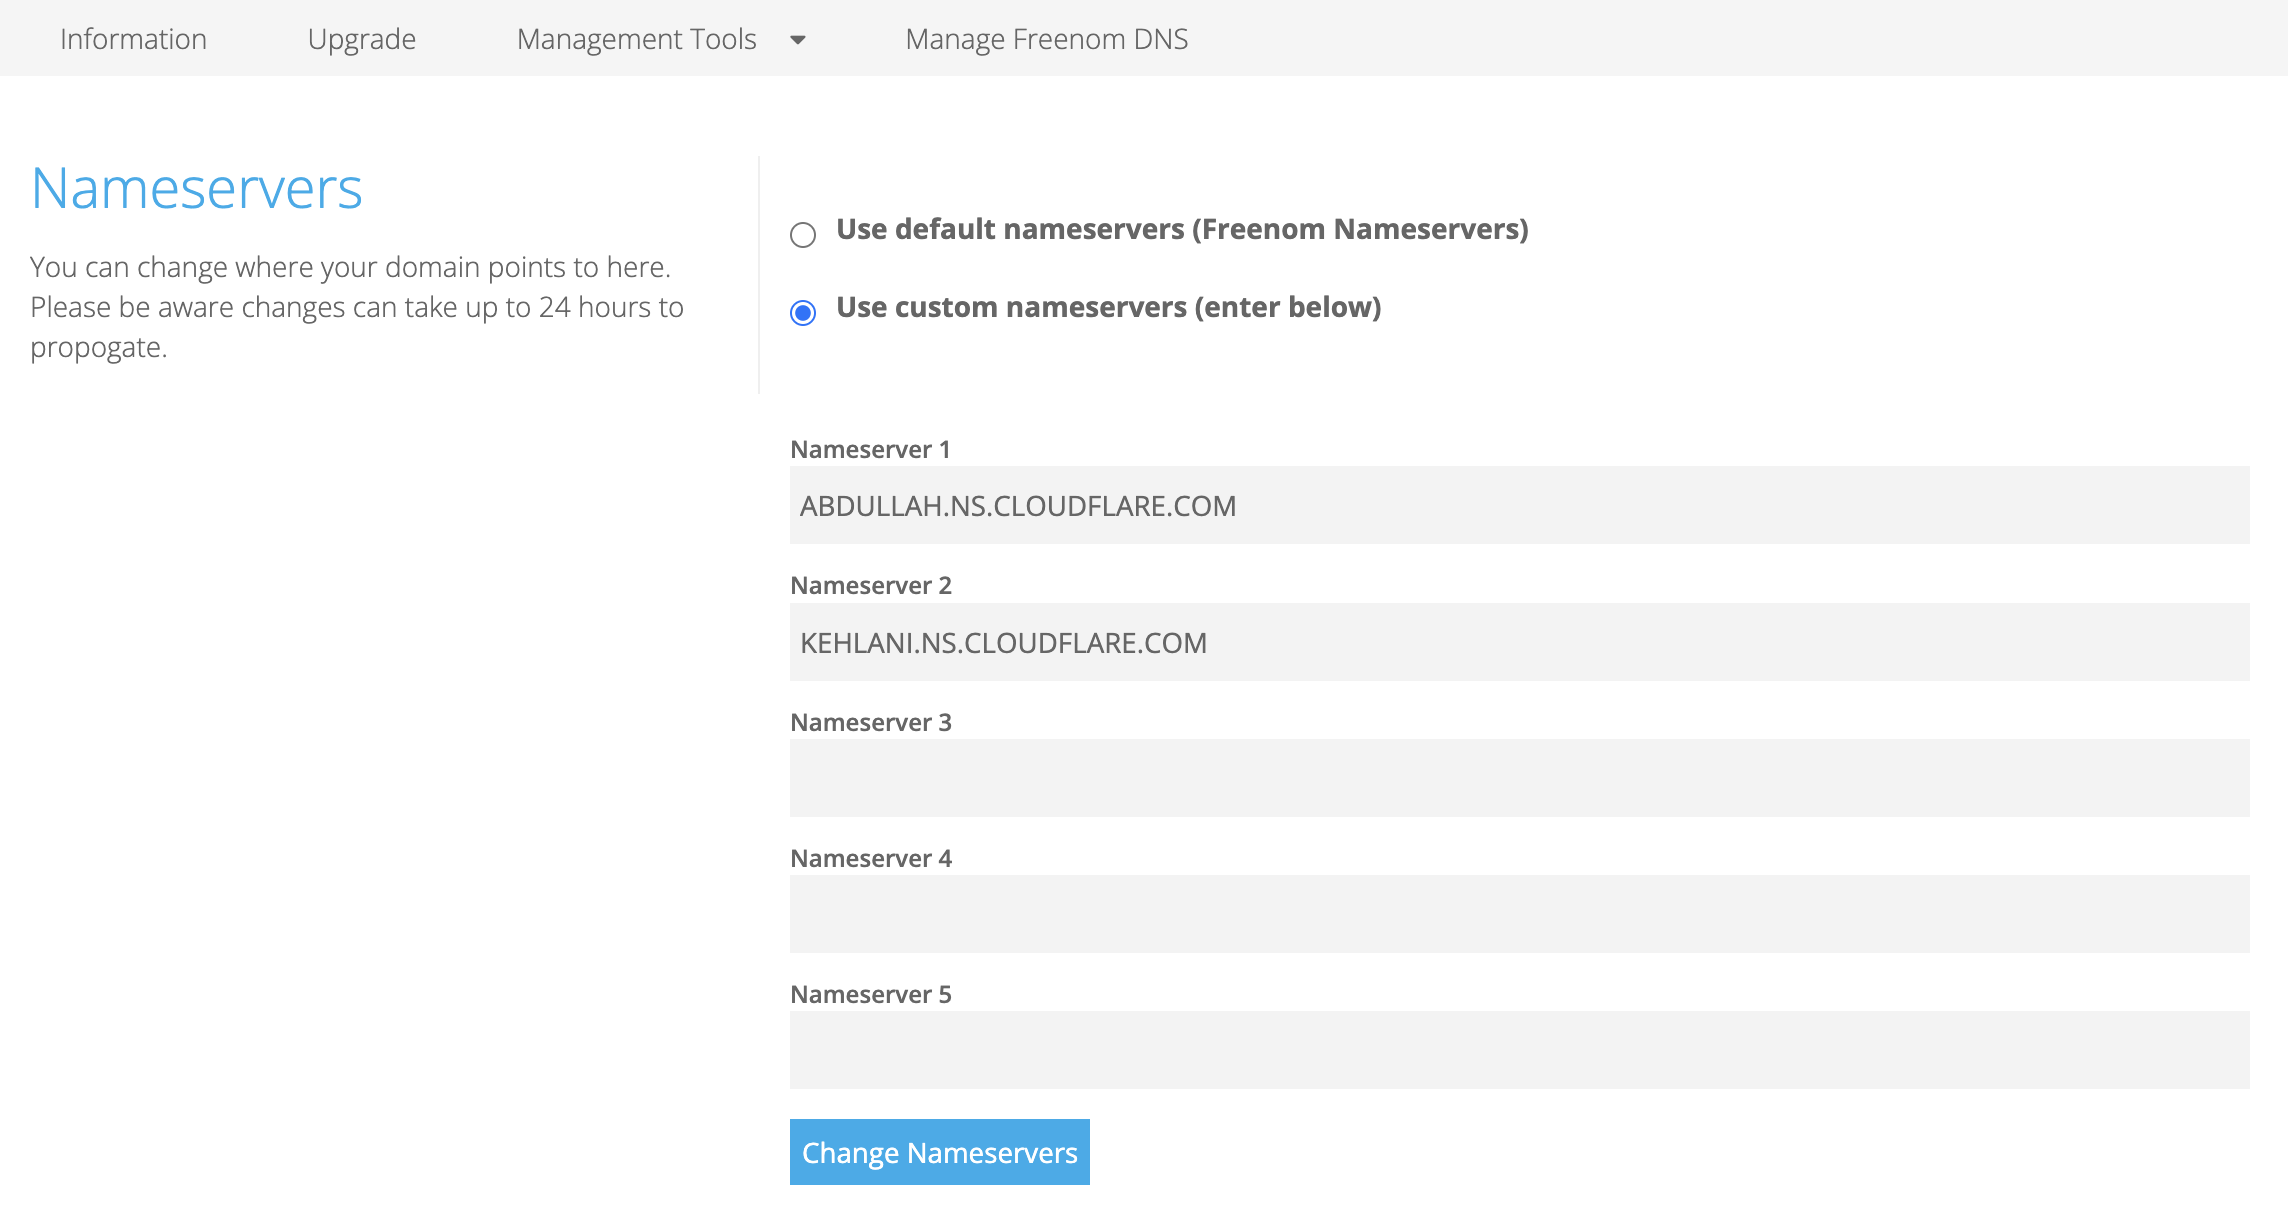 Information
Upgrade
Management Tools
Manage Freenom DNS
Nameservers
You can change where your domain points to here.
Please be aware changes can take up to 24 hours to
propogate.
Use default nameservers (Freenom Nameservers)
Use custom nameservers (enter below)
Nameserver 1
ABDULLAH.NS.CLOUDFLARE.COM
Nameserver 2
KEHLANI.NS.CLOUDFLARE.COM
Nameserver 3
Nameserver 4
Nameserver 5
Change Nameservers